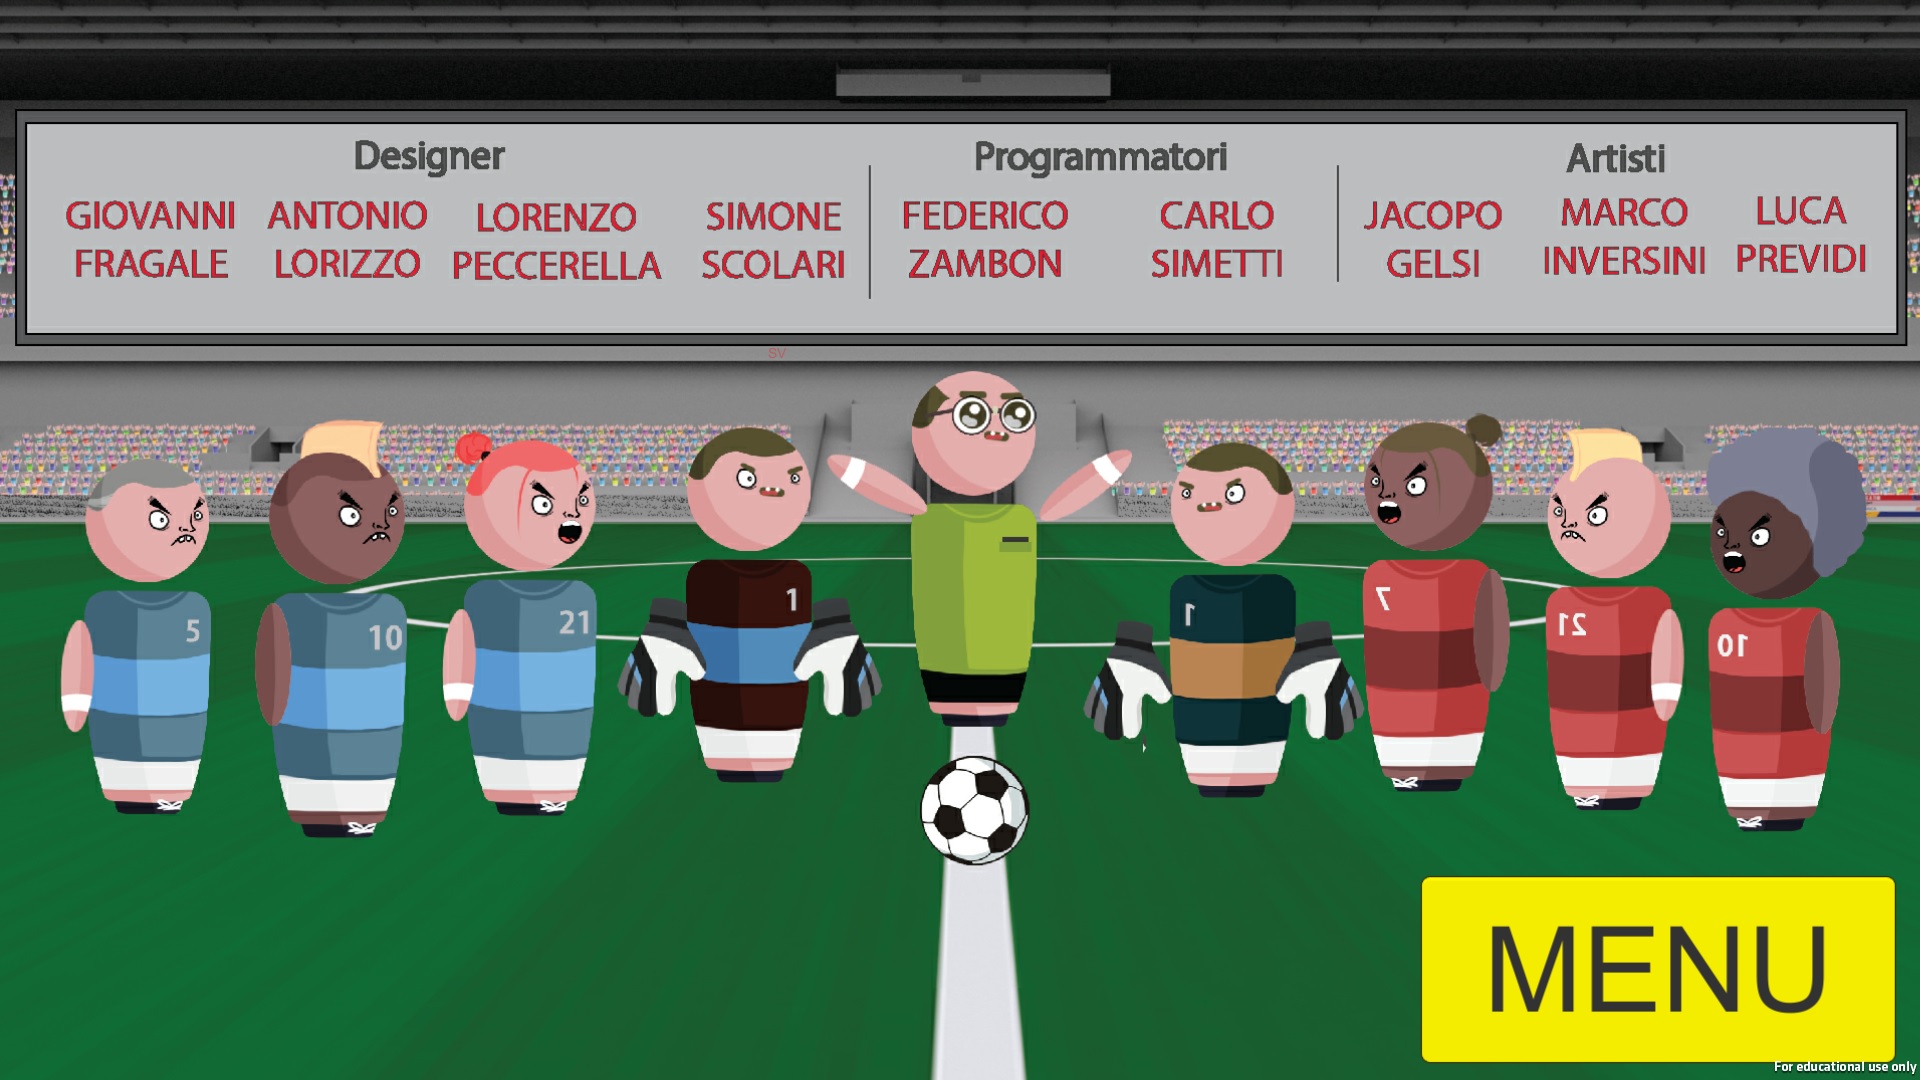 Designer
Programmatori
Artisti
GIOVANNI
FRAGALE
ANTONIO
LORIZZO
LORENZO
PECCERELLA
SIMONE
SCOLARI
FEDERICO
ZAMBON
CARLO
SIMETTI
JACOPO
GELSI
MARCO
INVERSINI
LUCA
PREVIDI
SV
5
10
21
1
1
7
21
10
MENU
For educational use only